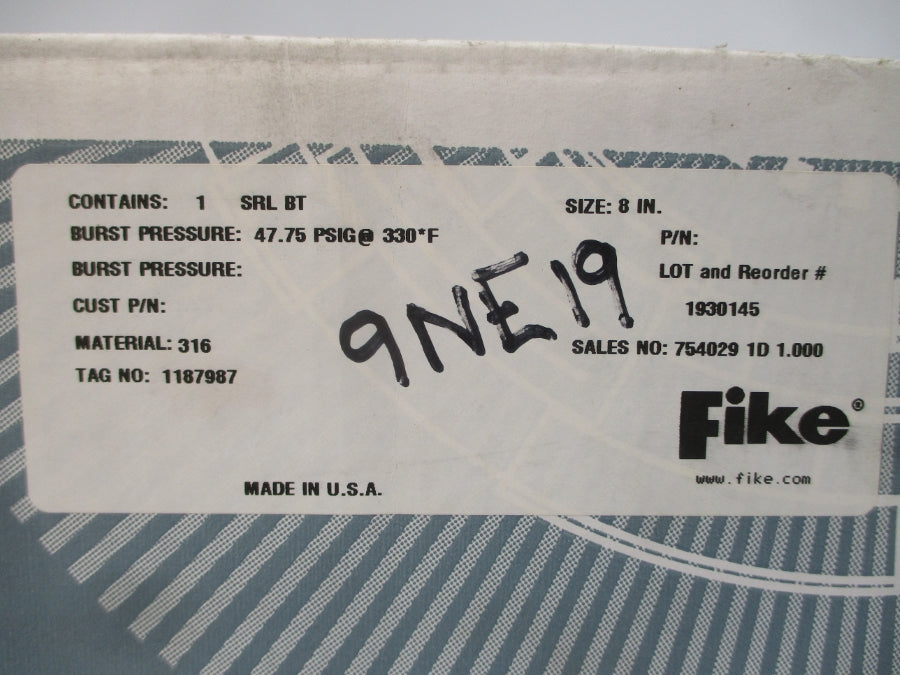 CONTAINS: 1 SRL BT
SIZE: 8 IN.
BURST PRESSURE: 47.75 PSIG@ 330*F
P/N:
BURST PRESSURE:
LOT and Reorder #
CUST P/N:
1930145
9NE19
MATERIAL: 316
SALES NO: 754029 1D 1.000
TAG NO: 1187987
Fike®
www.fike.com
MADE IN U.S.A.